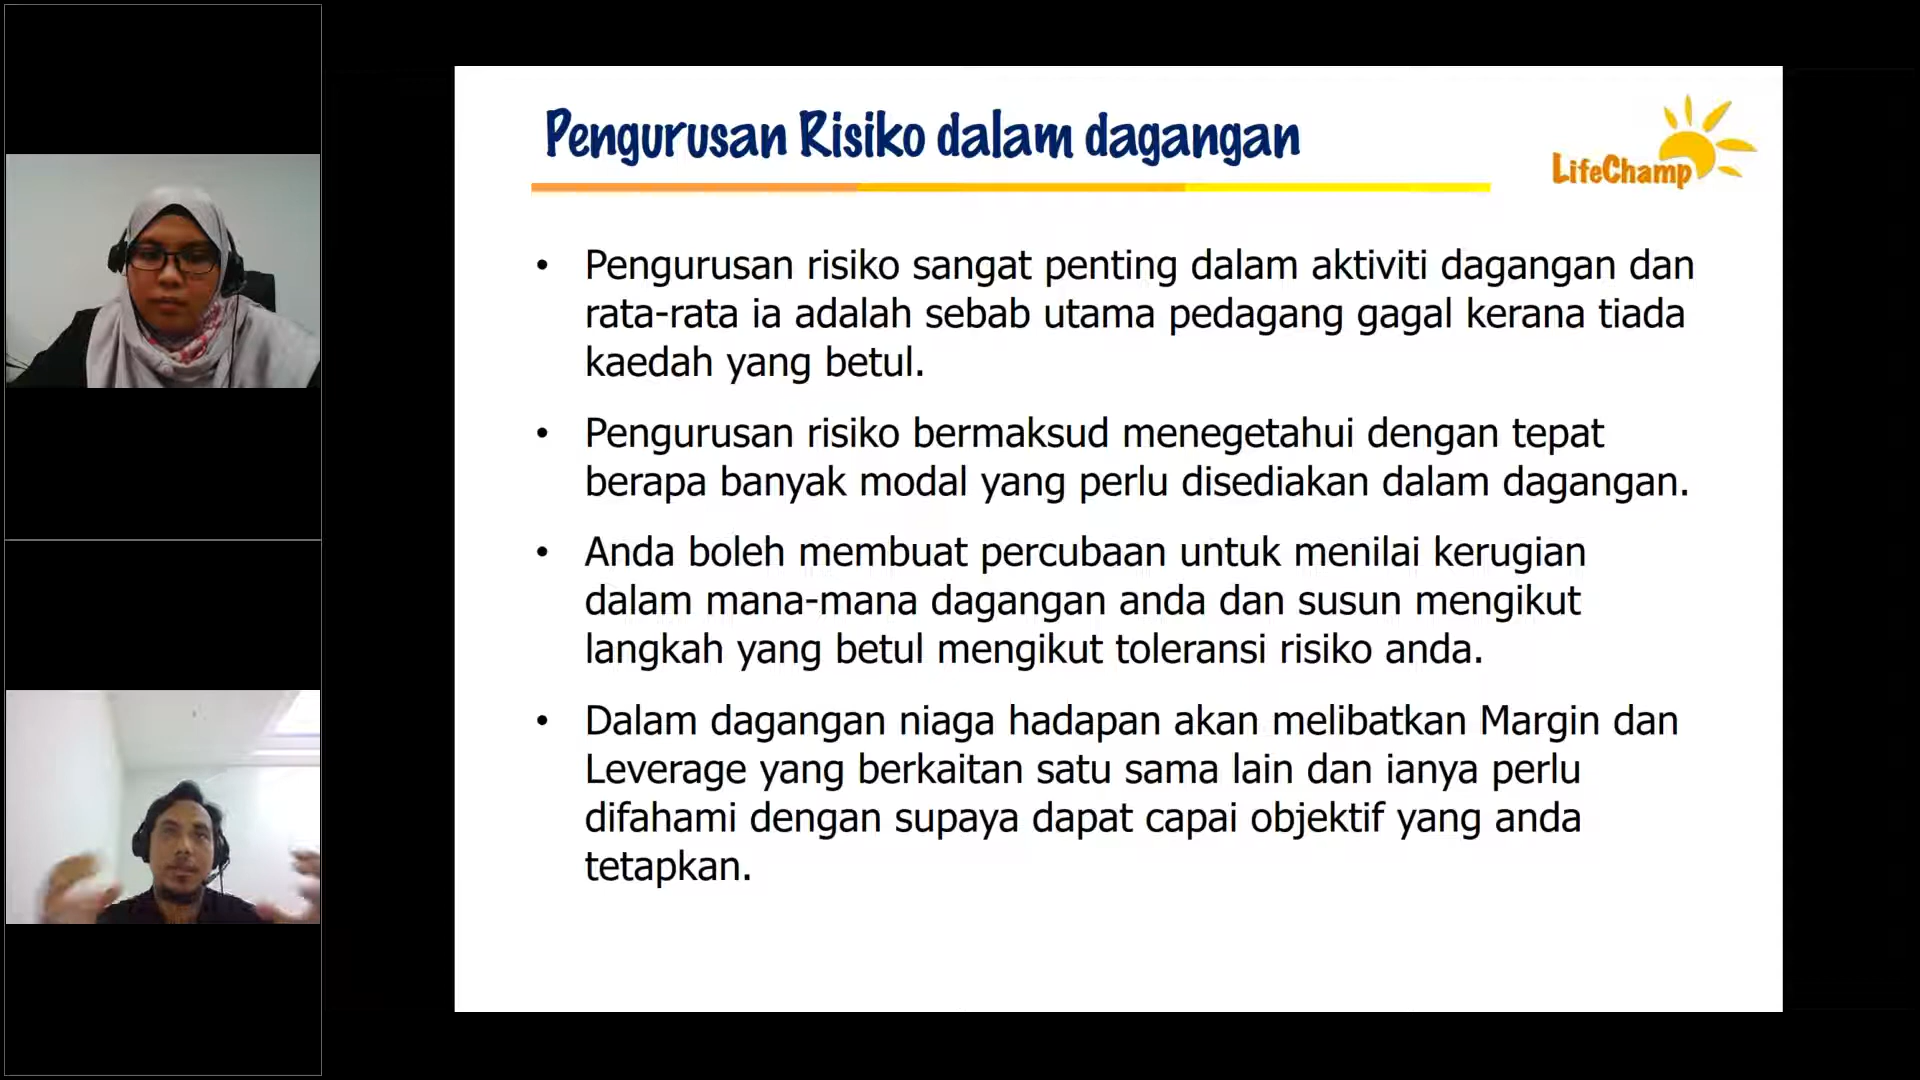 Pengurusan Risiko dalam dagangan
LifeChamp
• Pengurusan risiko sangat penting dalam aktiviti dagangan dan
rata-rata ia adalah sebab utama pedagang gagal kerana tiada
kaedah yang betul.
• Pengurusan risiko bermaksud menegetahui dengan tepat
berapa banyak modal yang perlu disediakan dalam dagangan.
• Anda boleh membuat percubaan untuk menilai kerugian
dalam mana-mana dagangan anda dan susun mengikut
langkah yang betul mengikut toleransi risiko anda.
• Dalam dagangan niaga hadapan akan melibatkan Margin dan
Leverage yang berkaitan satu sama lain dan ianya perlu
difahami dengan supaya dapat capai objektif yang anda
tetapkan.